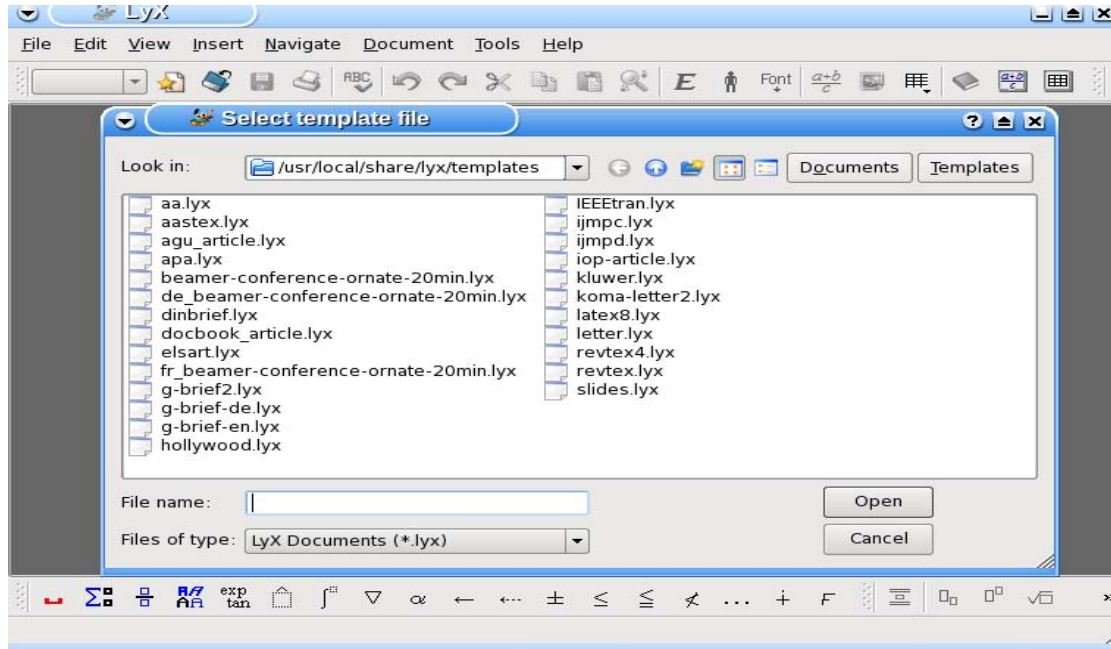 LyX
File Edit View Insert Navigate Document Tools Help
ABC E Font a+b c a+b c
Select template file
Look in: /usr/local/share/lyx/templates Documents Templates
aa.lyx
aastex.lyx
agu_article.lyx
apa.lyx
beamer-conference-ornate-20min.lyx
de_beamer-conference-ornate-20min.lyx
dinbrief.lyx
docbook_article.lyx
elsart.lyx
fr_beamer-conference-ornate-20min.lyx
g-brief2.lyx
g-brief-de.lyx
g-brief-en.lyx
hollywood.lyx
IEEEtran.lyx
ijmpc.lyx
ijmpd.lyx
iop-article.lyx
kluwer.lyx
koma-letter2.lyx
latex8.lyx
letter.lyx
revtex4.lyx
revtex.lyx
slides.lyx
File name: Open
Files of type: LyX Documents (*.lyx) Cancel
Σ exp tan ∫ ∇ α ← ⇠ ± ≤ ≦ ≮ ... ∔ F